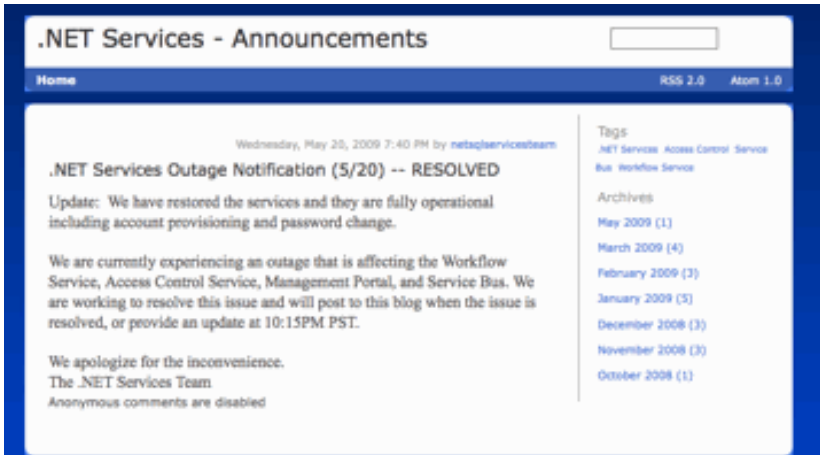 .NET Services - Announcements
Home
RSS 2.0 Atom 1.0
Wednesday, May 20, 2009 7:40 PM by netsqlservicesteam
.NET Services Outage Notification (5/20) -- RESOLVED
Update: We have restored the services and they are fully operational
including account provisioning and password change.
We are currently experiencing an outage that is affecting the Workflow
Service, Access Control Service, Management Portal, and Service Bus. We
are working to resolve this issue and will post to this blog when the issue is
resolved, or provide an update at 10:15PM PST.
We apologize for the inconvenience.
The .NET Services Team
Anonymous comments are disabled
Tags
.NET Services Access Control Service
Bus Workflow Service
Archives
May 2009 (1)
March 2009 (4)
February 2009 (3)
January 2009 (5)
December 2008 (3)
November 2008 (3)
October 2008 (1)